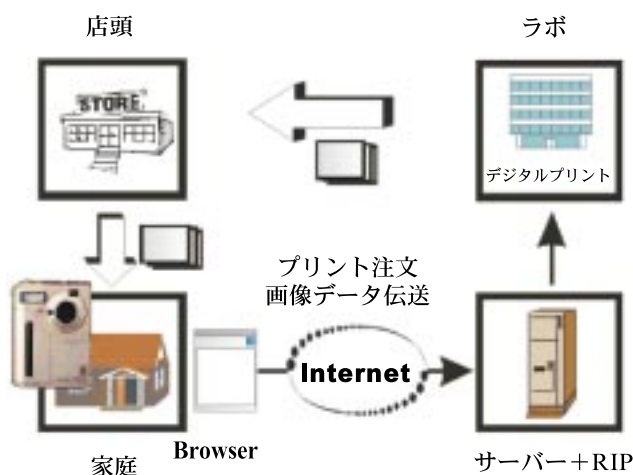 店頭
ラボ
STORE
デジタルプリント
プリント注文
画像データ伝送
Internet
Browser
家庭
サーバー＋RIP